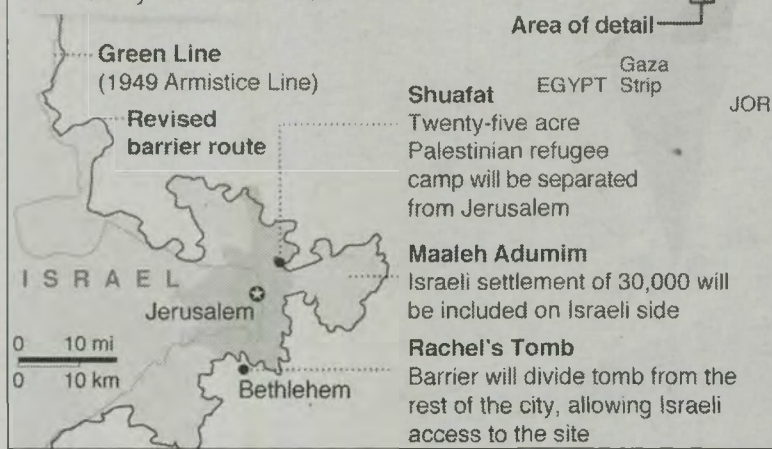 Area of detail
Green Line
(1949 Armistice Line)
Revised
barrier route
Gaza
EGYPT Strip
JOR
Shuafat
Twenty-five acre
Palestinian refugee
camp will be separated
from Jerusalem
Maaleh Adumim
Israeli settlement of 30,000 will
be included on Israeli side
Rachel's Tomb
Barrier will divide tomb from the
rest of the city, allowing Israeli
access to the site
ISRAEL
Jerusalem
0 10 mi
0 10 km
Bethlehem